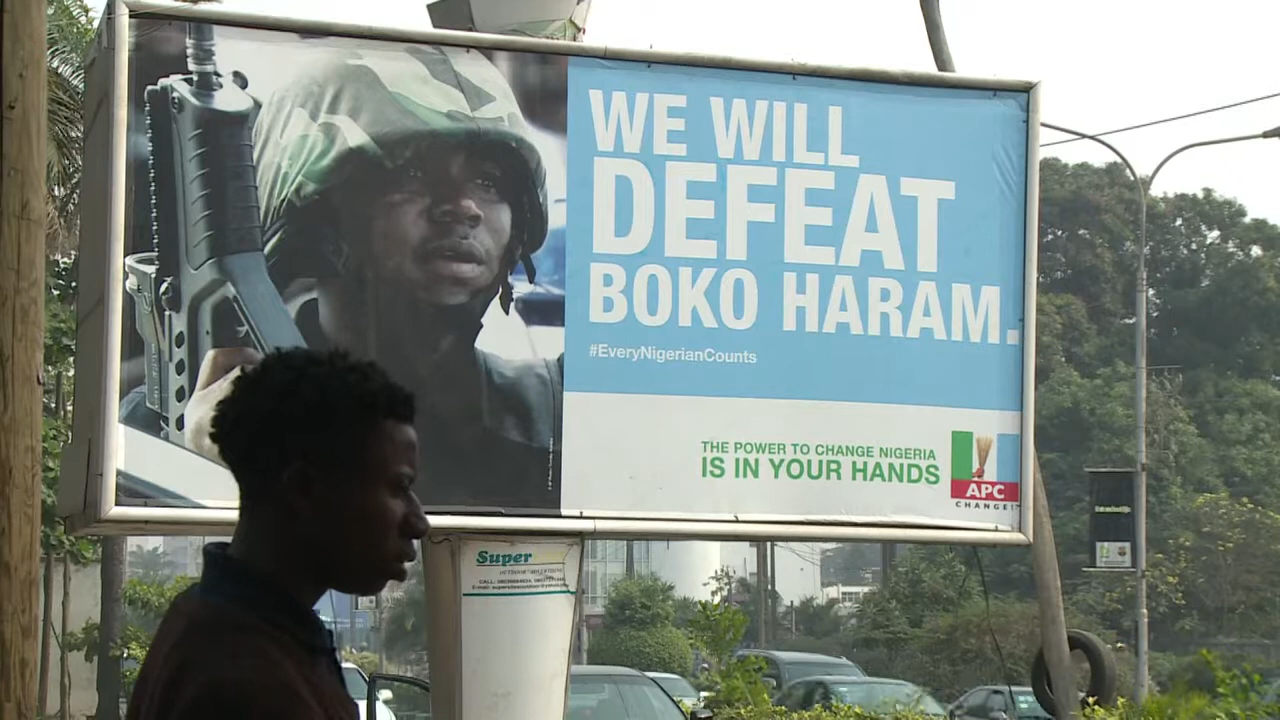 WE WILL
DEFEAT
BOKO HARAM.
#EveryNigerianCounts
THE POWER TO CHANGE NIGERIA
IS IN YOUR HANDS
APC
CHANGE!
Super